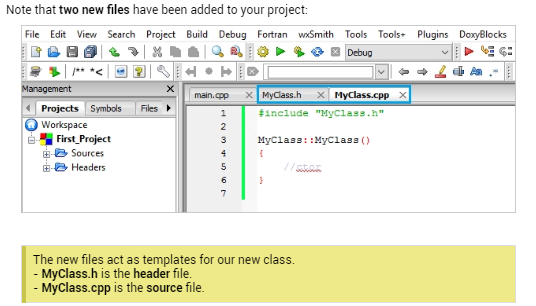 Note that two new files have been added to your project:
File Edit View Search Project Build Debug Fortran wxSmith Tools Tools+ Plugins DoxyBlocks
Debug
/** *<
Management
main.cpp MyClass.h MyClass.cpp
Projects Symbols Files
Workspace
First_Project
Sources
Headers
1 #include "MyClass.h"
2
3 MyClass::MyClass()
4 {
5 //ctor
6 }
7
The new files act as templates for our new class.
- MyClass.h is the header file.
- MyClass.cpp is the source file.